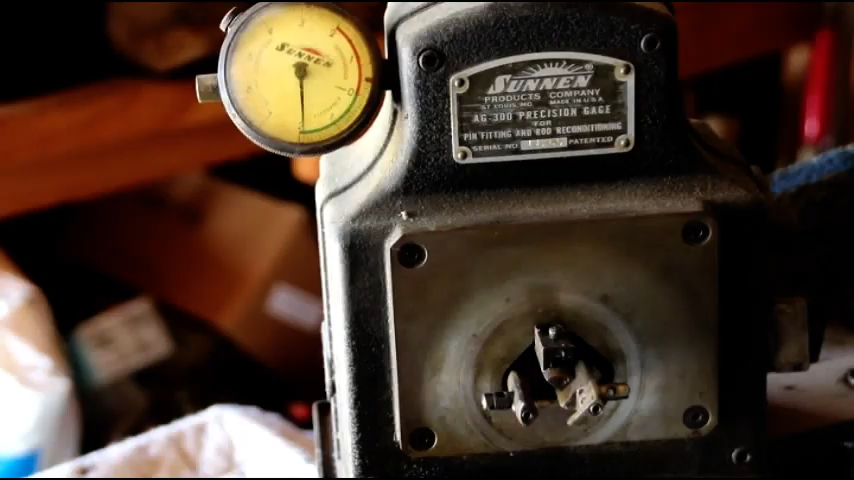 SUNNEN
SUNNEN®
PRODUCTS COMPANY
ST. LOUIS, MO. MADE IN U.S.A.
AG-300 PRECISION GAGE
FOR
PIN FITTING AND ROD RECONDITIONING
SERIAL NO. PATENTED